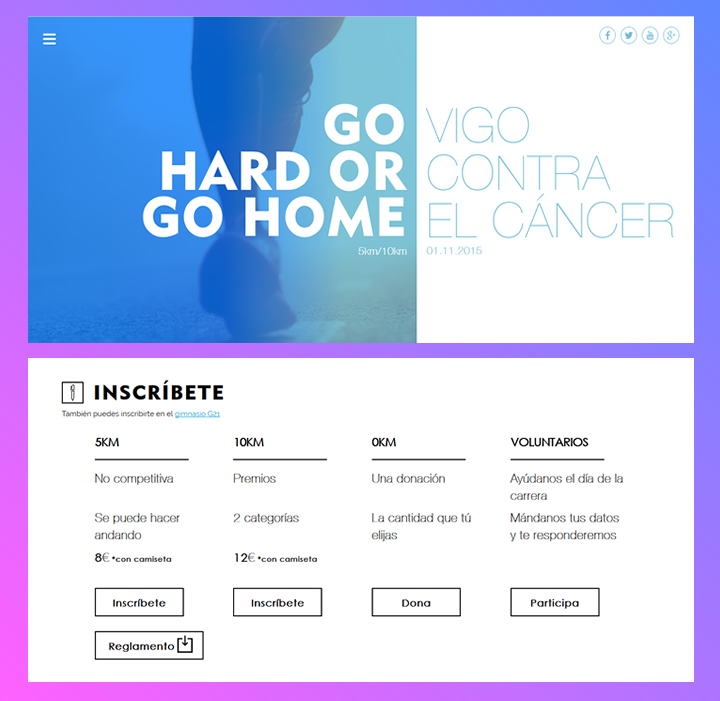 GO
HARD OR
GO HOME
5km/10km
VIGO
CONTRA
EL CÁNCER
01.11.2015
INSCRÍBETE
También puedes inscribirte en el gimnasio G21
5KM
No competitiva
Se puede hacer
andando
8€ *con camiseta
Inscríbete
Reglamento
10KM
Premios
2 categorías
12€ *con camiseta
Inscríbete
0KM
Una donación
La cantidad que tú
elijas
Dona
VOLUNTARIOS
Ayúdanos el día de la
carrera
Mándanos tus datos
y te responderemos
Participa